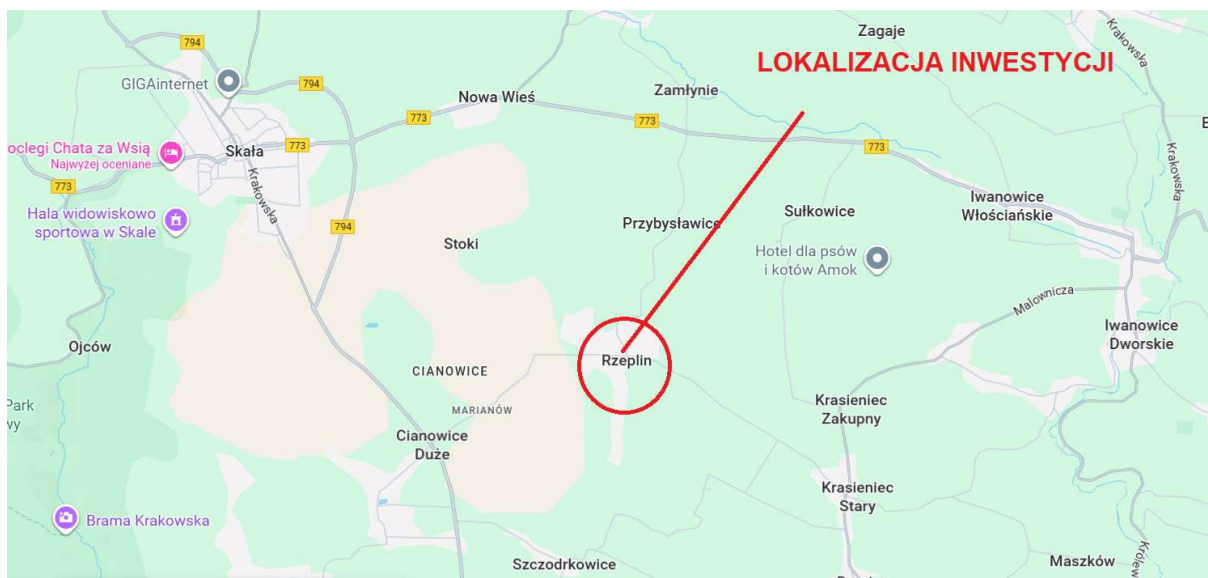 794
Zagaje
Krakowska
LOKALIZACJA INWESTYCJI
GIGAinternet
794
Zamłynie
Nowa Wieś
773
773
oclegi Chata za Wsią
Najwyżej oceniane
Skała
773
773
773
Krakowska
Krakowska
Hala widowiskowo
sportowa w Skale
794
Stoki
Przybysławice
Sułkowice
Iwanowice
Włościańskie
Hotel dla psów
i kotów Amok
Malownicza
Iwanowice
Dworskie
Ojców
Rzeplin
CIANOWICE
MARIANÓW
Park
wy
Cianowice
Duże
Krasieniec
Zakupny
Krasieniec
Stary
Brama Krakowska
Szczodrkowice
Maszków
Królew